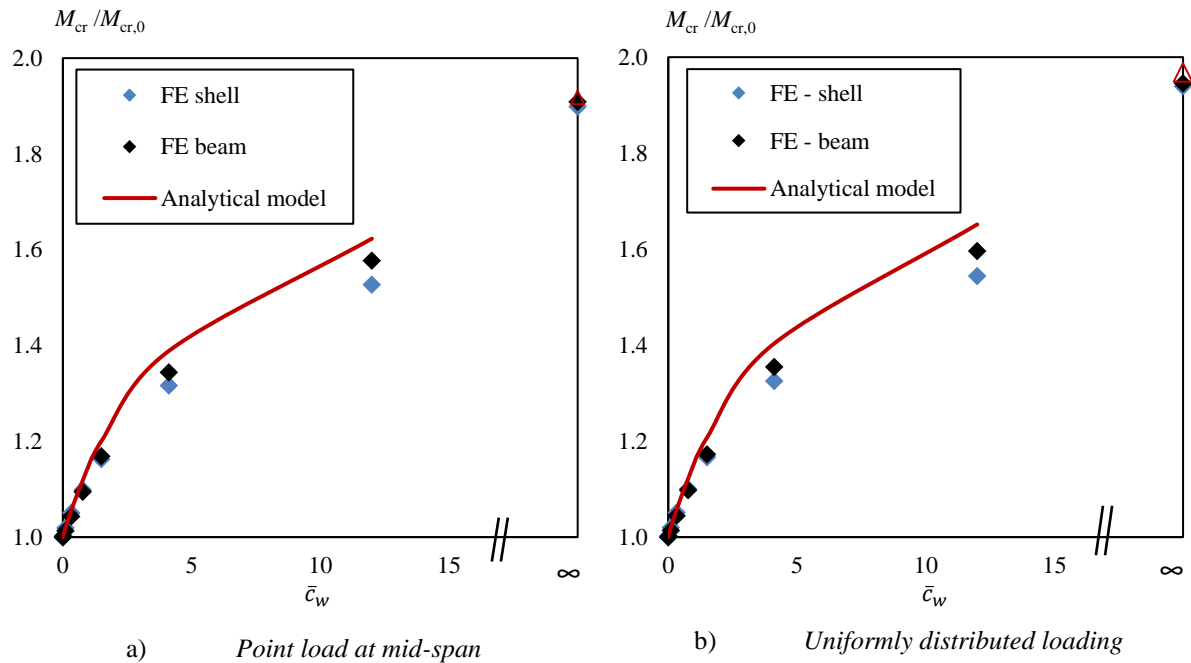 M_cr /M_cr,0
2.0
1.8
1.6
1.4
1.2
1.0
FE shell
FE beam
Analytical model
0
5
10
15
∞
c̄_w
a) Point load at mid-span
M_cr /M_cr,0
2.0
1.8
1.6
1.4
1.2
1.0
FE - shell
FE - beam
Analytical model
0
5
10
15
∞
c̄_w
b) Uniformly distributed loading